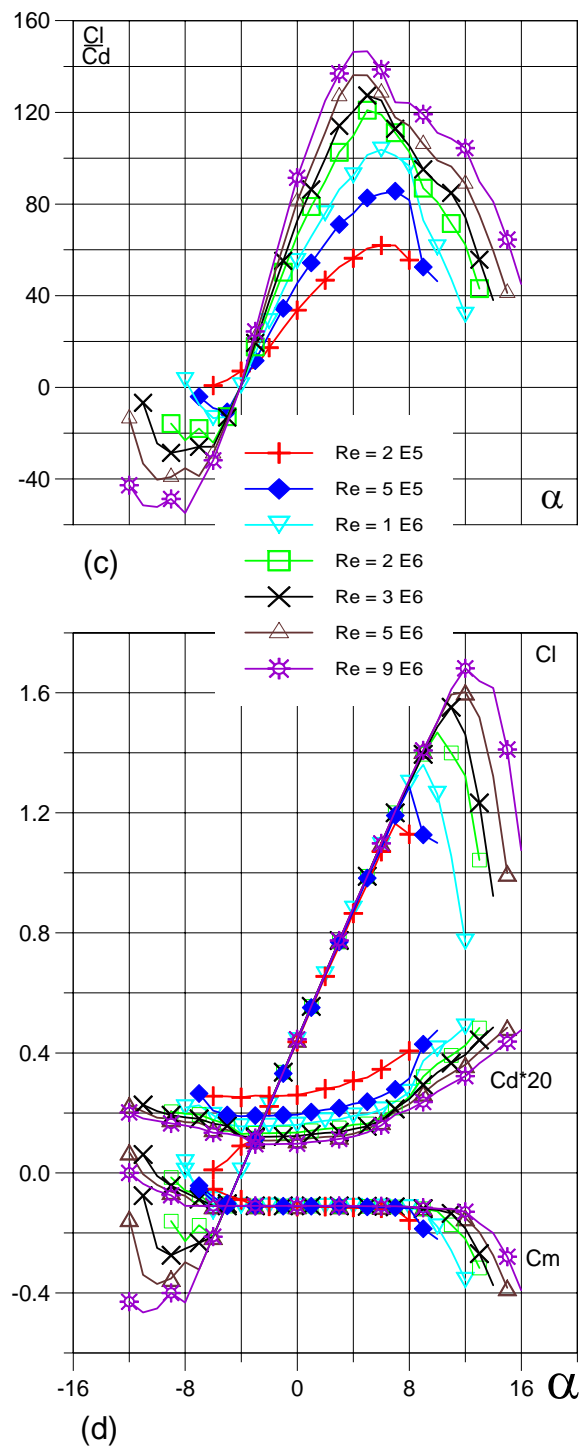 160
Cl
Cd
120
80
40
0
-40
α
(c)
Re = 2 E5
Re = 5 E5
Re = 1 E6
Re = 2 E6
Re = 3 E6
Re = 5 E6
Re = 9 E6
Cl
1.6
1.2
0.8
0.4
Cd*20
0.0
Cm
-0.4
-16 -8 0 8 16 α
(d)